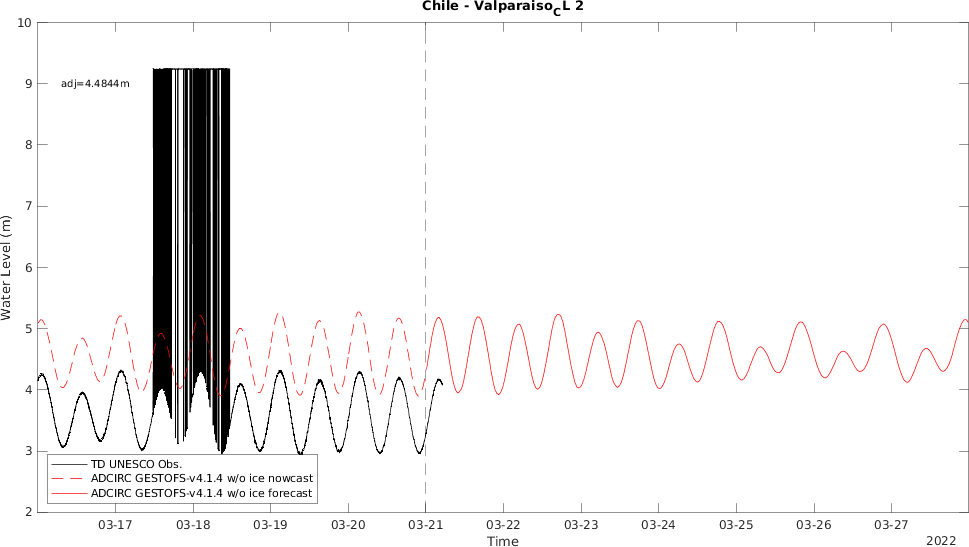 Chile - Valparaiso_CL 2
10
9
8
7
6
5
4
3
2
Water Level (m)
adj=4.4844m
TD UNESCO Obs.
ADCIRC GESTOFS-v4.1.4 w/o ice nowcast
ADCIRC GESTOFS-v4.1.4 w/o ice forecast
03-17 03-18 03-19 03-20 03-21 03-22 03-23 03-24 03-25 03-26 03-27
Time
2022